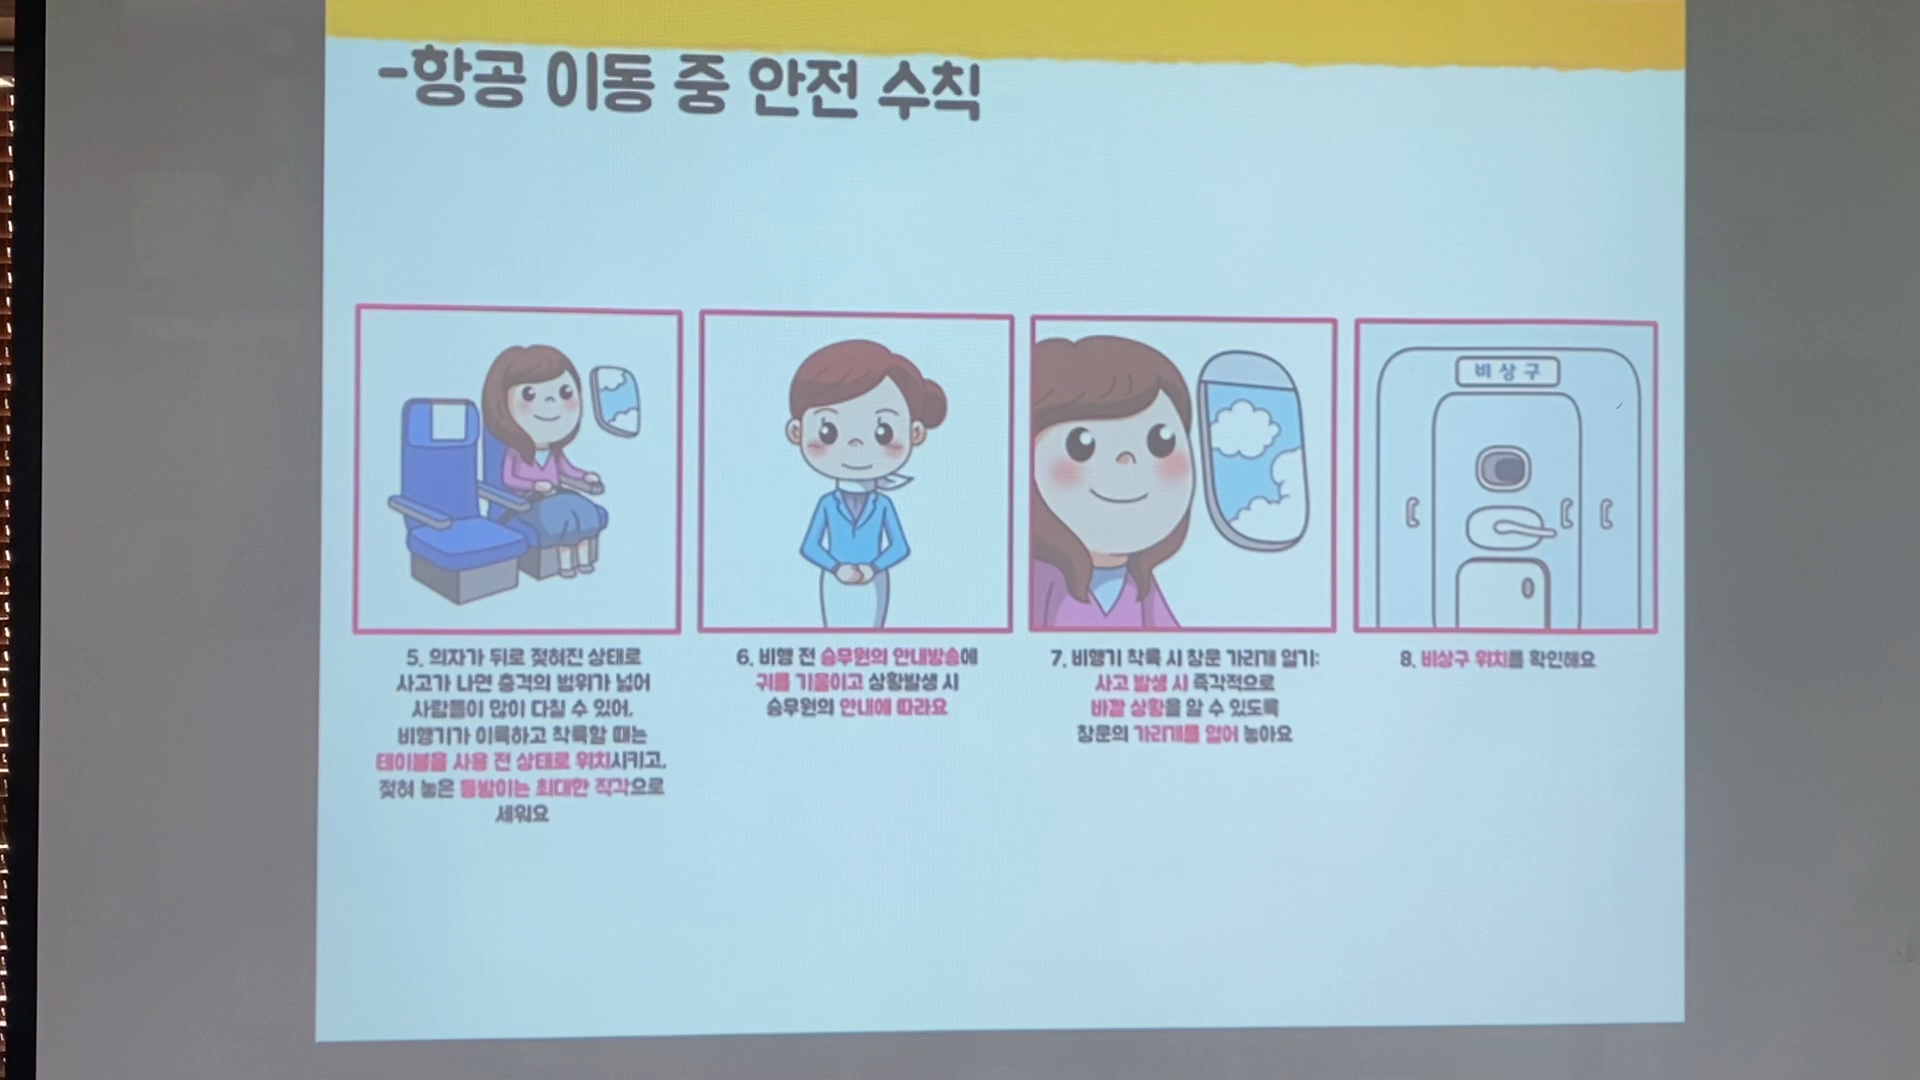 -항공 이동 중 안전 수칙
비상구
5. 의자가 뒤로 젖혀진 상태로
사고가 나면 충격의 범위가 넓어
사람들이 많이 다칠 수 있어.
비행기가 이륙하고 착륙할 때는
테이블을 사용 전 상태로 위치시키고,
젖혀 놓은 등받이는 최대한 직각으로
세워요
6. 비행 전 승무원의 안내방송에
귀를 기울이고 상황발생 시
승무원의 안내에 따라요
7. 비행기 착륙 시 창문 가리개 열기:
사고 발생 시 즉각적으로
바깥 상황을 알 수 있도록
창문의 가리개를 열어 놓아요
8. 비상구 위치를 확인해요